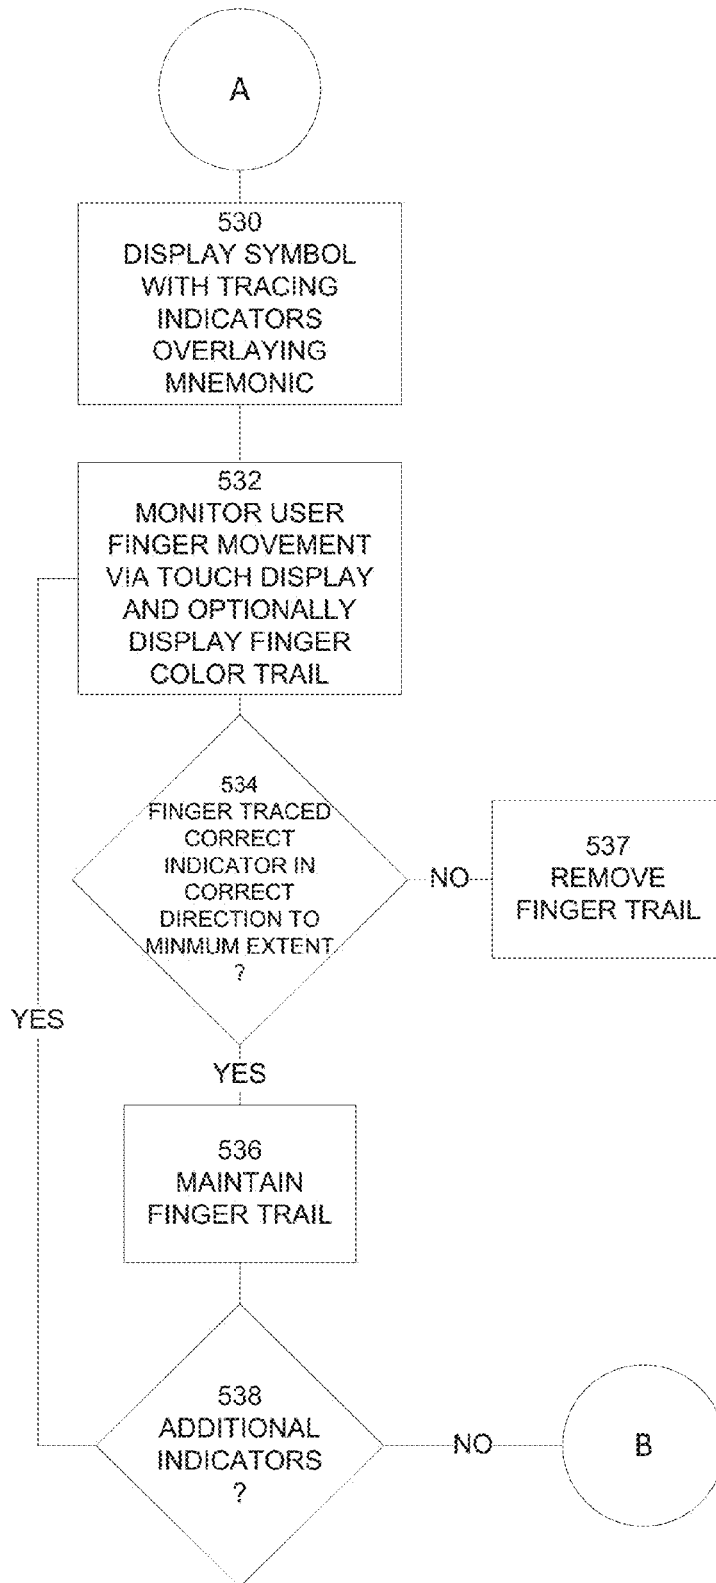 A
530
DISPLAY SYMBOL
WITH TRACING
INDICATORS
OVERLAYING
MNEMONIC
532
MONITOR USER
FINGER MOVEMENT
VIA TOUCH DISPLAY
AND OPTIONALLY
DISPLAY FINGER
COLOR TRAIL
534
FINGER TRACED
CORRECT
INDICATOR IN
CORRECT
DIRECTION TO
MINMUM EXTENT
?
NO
537
REMOVE
FINGER TRAIL
YES
YES
536
MAINTAIN
FINGER TRAIL
538
ADDITIONAL
INDICATORS
?
NO
B